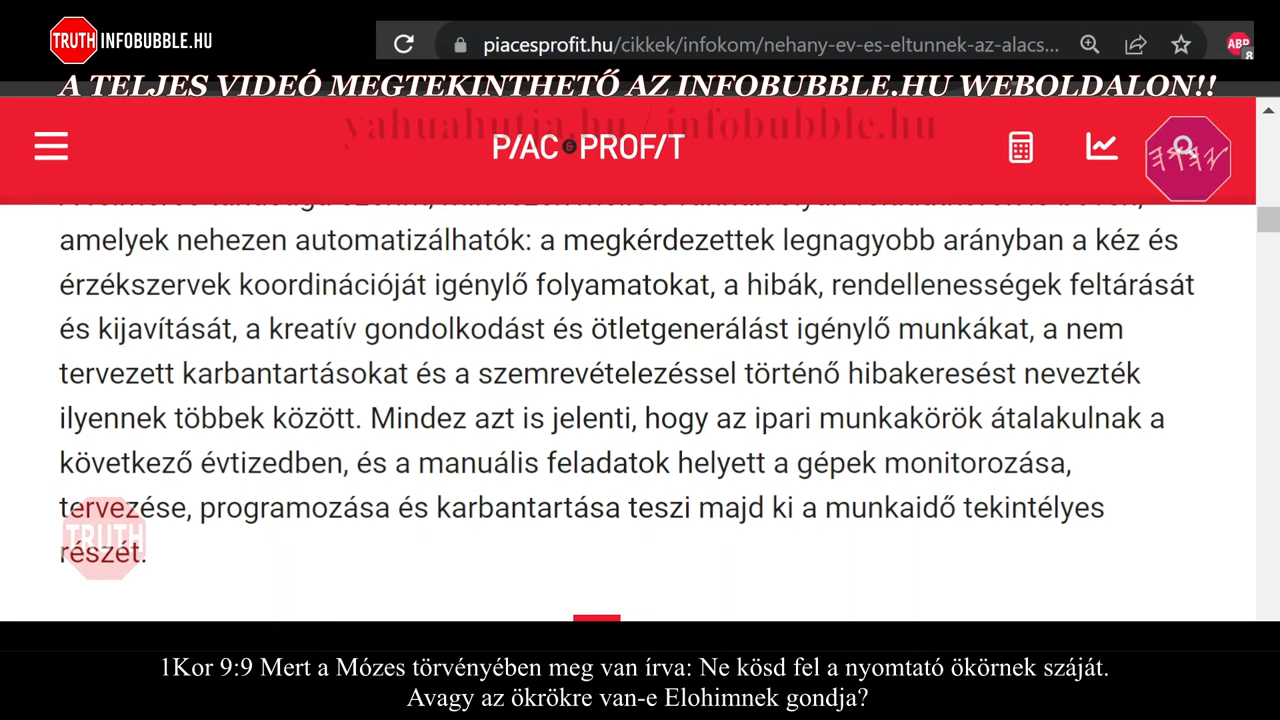 TRUTH INFOBUBBLE.HU
piacesprofit.hu/cikkek/infokom/nehany-ev-es-eltunnek-az-alacs...
ABP
8
A TELJES VIDEÓ MEGTEKINTHETŐ AZ INFOBUBBLE.HU WEBOLDALON!!
yahuahutja.hu / infobubble.hu
P/AC & PROF/T
amelyek nehezen automatizálhatók: a megkérdezettek legnagyobb arányban a kéz és
érzékszervek koordinációját igénylő folyamatokat, a hibák, rendellenességek feltárását
és kijavítását, a kreatív gondolkodást és ötletgenerálást igénylő munkákat, a nem
tervezett karbantartásokat és a szemrevételezéssel történő hibakeresést nevezték
ilyennek többek között. Mindez azt is jelenti, hogy az ipari munkakörök átalakulnak a
következő évtizedben, és a manuális feladatok helyett a gépek monitorozása,
tervezése, programozása és karbantartása teszi majd ki a munkaidő tekintélyes
részét.
TRUTH
1Kor 9:9 Mert a Mózes törvényében meg van írva: Ne kösd fel a nyomtató ökörnek száját.
Avagy az ökrökre van-e Elohimnek gondja?